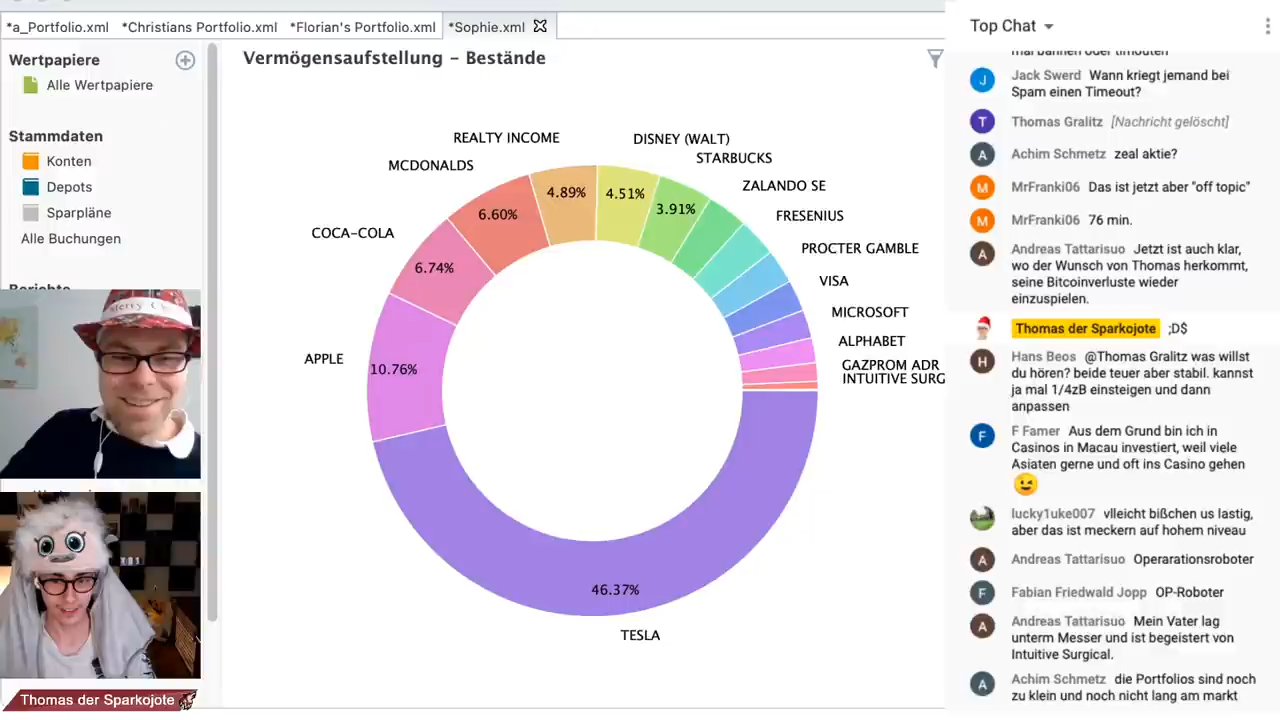 *a_Portfolio.xml *Christians Portfolio.xml *Florian's Portfolio.xml *Sophie.xml
Wertpapiere
Alle Wertpapiere
Stammdaten
Konten
Depots
Sparpläne
Alle Buchungen
Berichte
Thomas der Sparkojote
Vermögensaufstellung – Bestände
REALTY INCOME
DISNEY (WALT)
MCDONALDS
STARBUCKS
ZALANDO SE
COCA-COLA
FRESENIUS
PROCTER GAMBLE
VISA
MICROSOFT
ALPHABET
APPLE
GAZPROM ADR
INTUITIVE SURG
4.89%
4.51%
3.91%
6.60%
6.74%
10.76%
46.37%
TESLA
Top Chat
mal bannen oder timeouten
J Jack Swerd Wann kriegt jemand bei
Spam einen Timeout?
T Thomas Gralitz [Nachricht gelöscht]
A Achim Schmetz zeal aktie?
M MrFranki06 Das ist jetzt aber "off topic"
M MrFranki06 76 min.
A Andreas Tattarisuo Jetzt ist auch klar,
wo der Wunsch von Thomas herkommt,
seine Bitcoinverluste wieder
einzuspielen.
Thomas der Sparkojote ;D$
H Hans Beos @Thomas Gralitz was willst
du hören? beide teuer aber stabil. kannst
ja mal 1/4zB einsteigen und dann
anpassen
F F Famer Aus dem Grund bin ich in
Casinos in Macau investiert, weil viele
Asiaten gerne und oft ins Casino gehen
😉
lucky1uke007 vlleicht bißchen us lastig,
aber das ist meckern auf hohem niveau
A Andreas Tattarisuo Operarationsroboter
F Fabian Friedwald Jopp OP-Roboter
A Andreas Tattarisuo Mein Vater lag
unterm Messer und ist begeistert von
Intuitive Surgical.
A Achim Schmetz die Portfolios sind noch
zu klein und noch nicht lang am markt